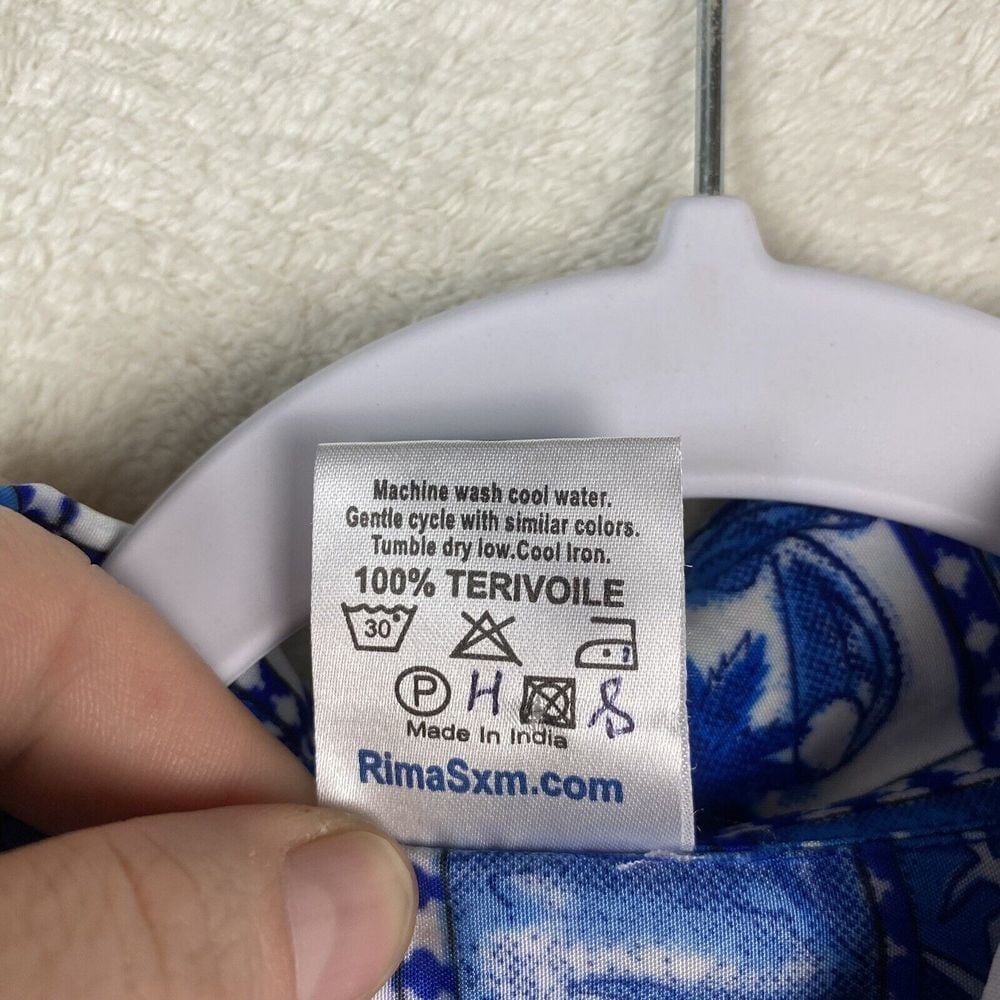 Machine wash cool water.
Gentle cycle with similar colors.
Tumble dry low.Cool Iron.
100% TERIVOILE
30°
P H
Made In India
RimaSxm.com